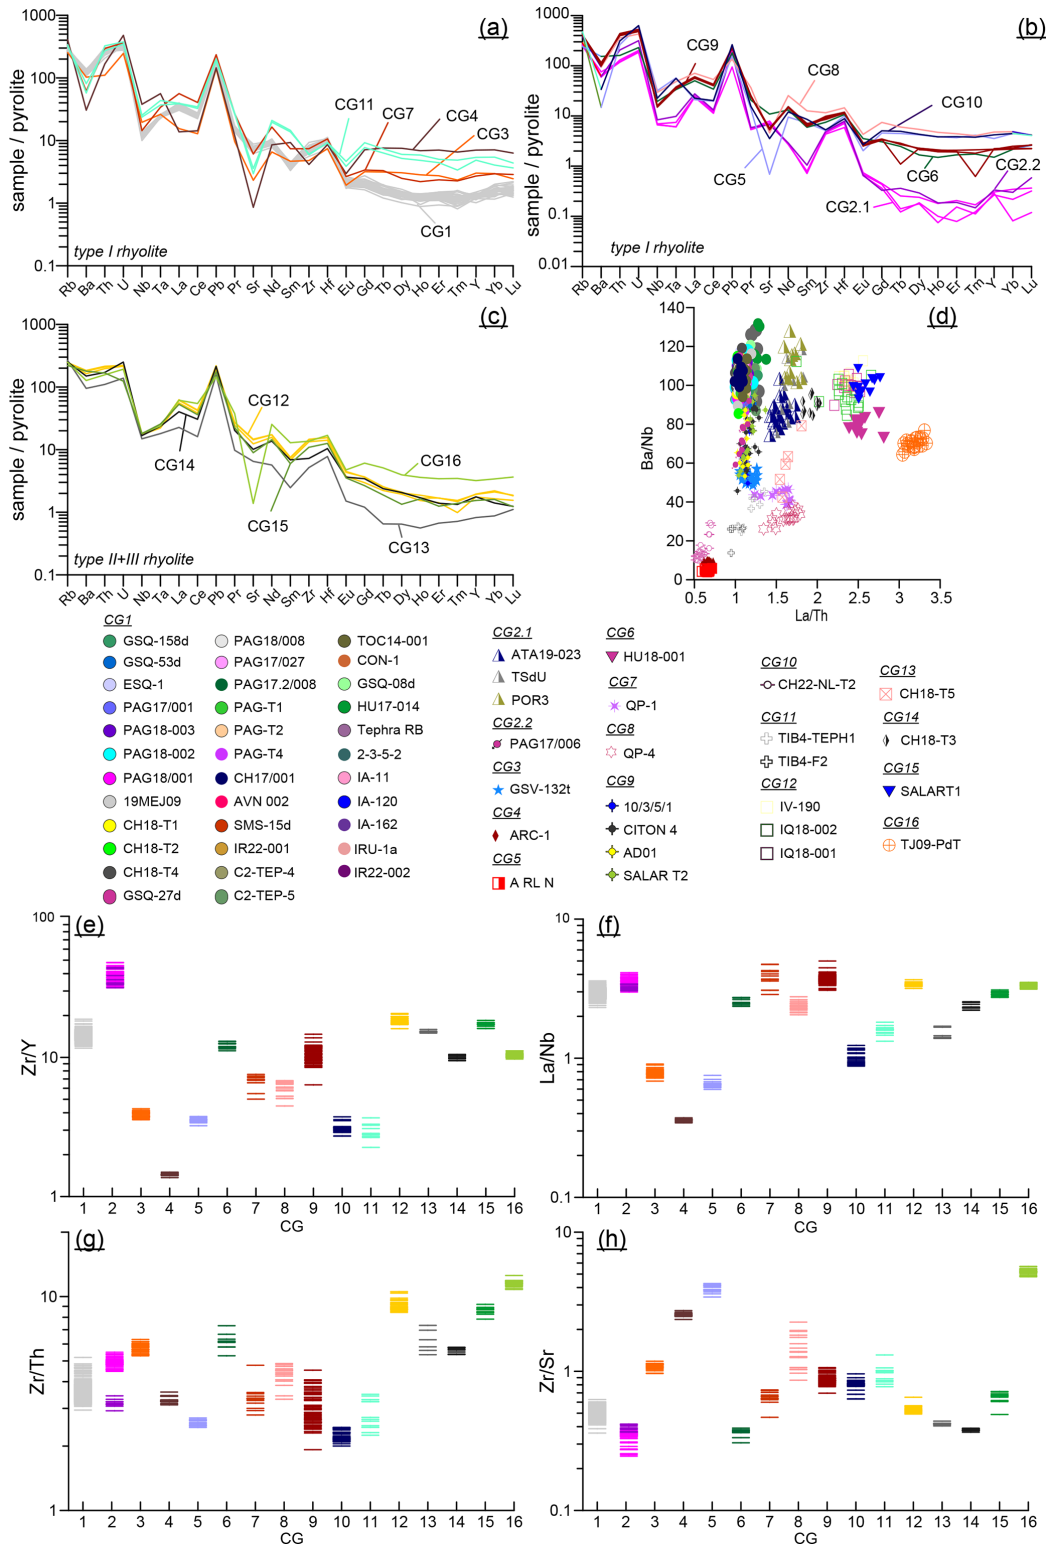 (a)
1000
100
10
1
0.1
sample / pyrolite
CG11
CG7
CG4
CG3
CG1
type I rhyolite
Rb Ba Th U Nb Ta La Ce Pb Pr Sr Nd Sm Zr Hf Eu Gd Tb Dy Ho Er Tm Y Yb Lu
(b)
1000
100
10
1
0.1
0.01
sample / pyrolite
CG9
CG8
CG10
CG5
CG6
CG2.2
CG2.1
type I rhyolite
Rb Ba Th U Nb Ta La Ce Pb Pr Sr Nd Sm Zr Hf Eu Gd Tb Dy Ho Er Tm Y Yb Lu
(c)
1000
100
10
1
0.1
sample / pyrolite
CG12
CG14
CG16
CG15
CG13
type II+III rhyolite
Rb Ba Th U Nb Ta La Ce Pb Pr Sr Nd Sm Zr Hf Eu Gd Tb Dy Ho Er Tm Y Yb Lu
(d)
140
120
100
80
60
40
20
0
Ba/Nb
0.5 1 1.5 2 2.5 3 3.5
La/Th
CG1
GSQ-158d
GSQ-53d
ESQ-1
PAG17/001
PAG18-003
PAG18-002
PAG18/001
19MEJ09
CH18-T1
CH18-T2
CH18-T4
GSQ-27d
PAG18/008
PAG17/027
PAG17.2/008
PAG-T1
PAG-T2
PAG-T4
CH17/001
AVN 002
SMS-15d
IR22-001
C2-TEP-4
C2-TEP-5
TOC14-001
CON-1
GSQ-08d
HU17-014
Tephra RB
2-3-5-2
IA-11
IA-120
IA-162
IRU-1a
IR22-002
CG2.1
ATA19-023
TSdU
POR3
CG2.2
PAG17/006
CG3
GSV-132t
CG4
ARC-1
CG5
A RL N
CG6
HU18-001
CG7
QP-1
CG8
QP-4
CG9
10/3/5/1
CITON 4
AD01
SALAR T2
CG10
CH22-NL-T2
CG11
TIB4-TEPH1
TIB4-F2
CG12
IV-190
IQ18-002
IQ18-001
CG13
CH18-T5
CG14
CH18-T3
CG15
SALART1
CG16
TJ09-PdT
(e)
100
10
1
Zr/Y
1 2 3 4 5 6 7 8 9 10 11 12 13 14 15 16
CG
(f)
10
1
0.1
La/Nb
1 2 3 4 5 6 7 8 9 10 11 12 13 14 15 16
CG
(g)
10
1
Zr/Th
1 2 3 4 5 6 7 8 9 10 11 12 13 14 15 16
CG
(h)
10
1
0.1
Zr/Sr
1 2 3 4 5 6 7 8 9 10 11 12 13 14 15 16
CG